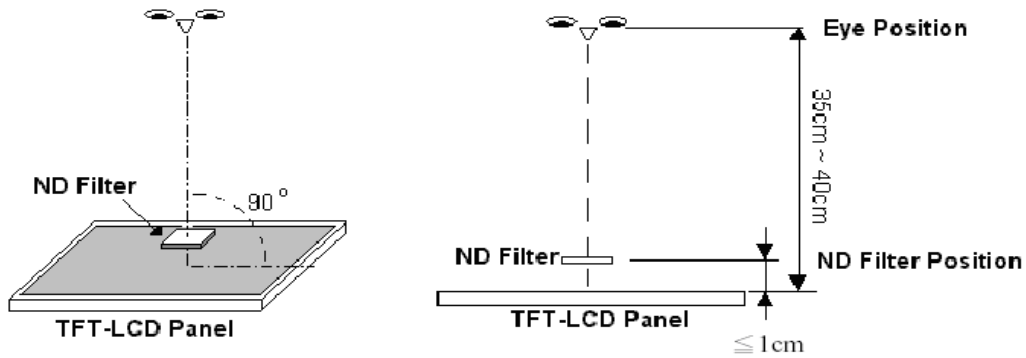 ND Filter
90°
TFT-LCD Panel
Eye Position
35cm ~ 40cm
ND Filter
ND Filter Position
TFT-LCD Panel
≦1cm